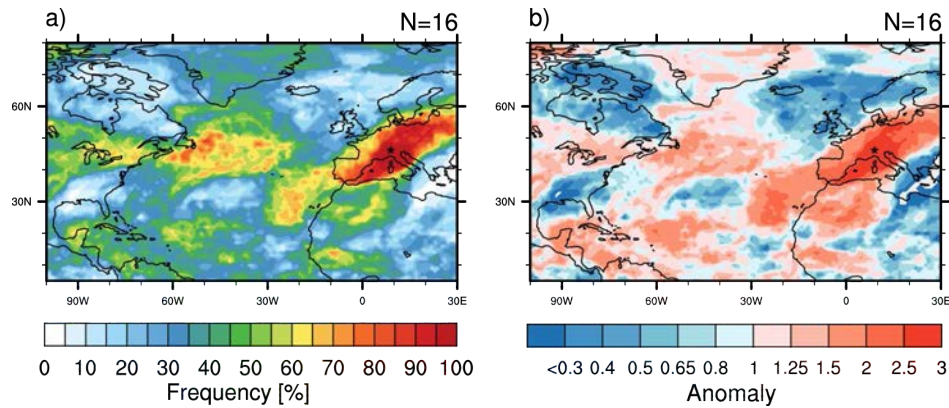 a) N=16
60N
30N
90W 60W 30W 0 30E
0 10 20 30 40 50 60 70 80 90 100
Frequency [%]
b) N=16
60N
30N
90W 60W 30W 0 30E
<0.3 0.4 0.5 0.65 0.8 1 1.25 1.5 2 2.5 3
Anomaly